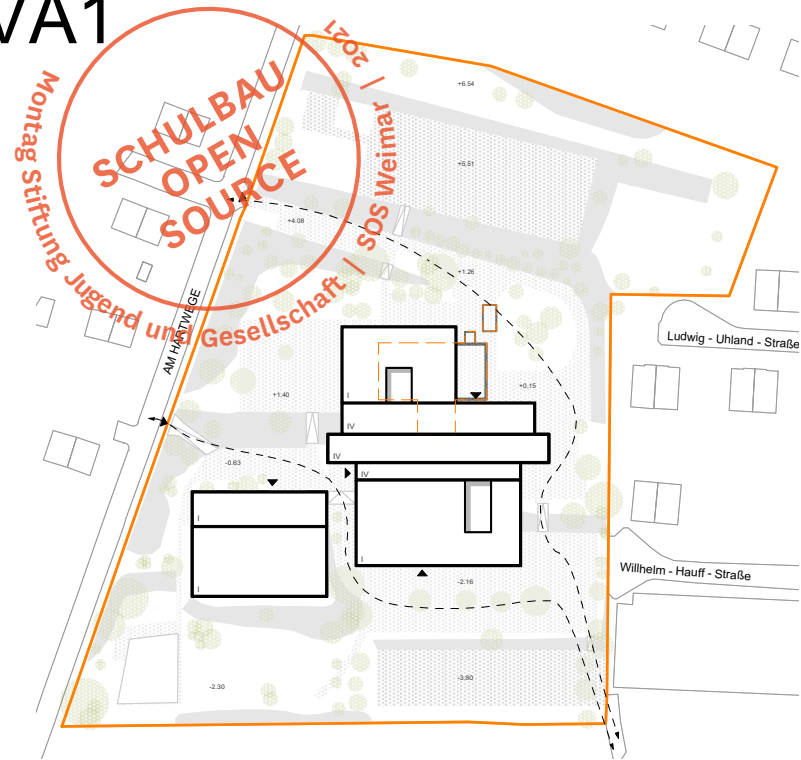 VA1
Montag Stiftung Jugend und Gesellschaft | SOS Weimar | 2021
SCHULBAU
OPEN
SOURCE
+6.54
+5.51
+4.08
+1.26
AM HARTWEGE
Ludwig - Uhland - Straße
+1.40
+0,15
I
IV
IV
IV
-0.63
I
I
I
Willhelm - Hauff - Straße
-2.16
-2.30
-3.80